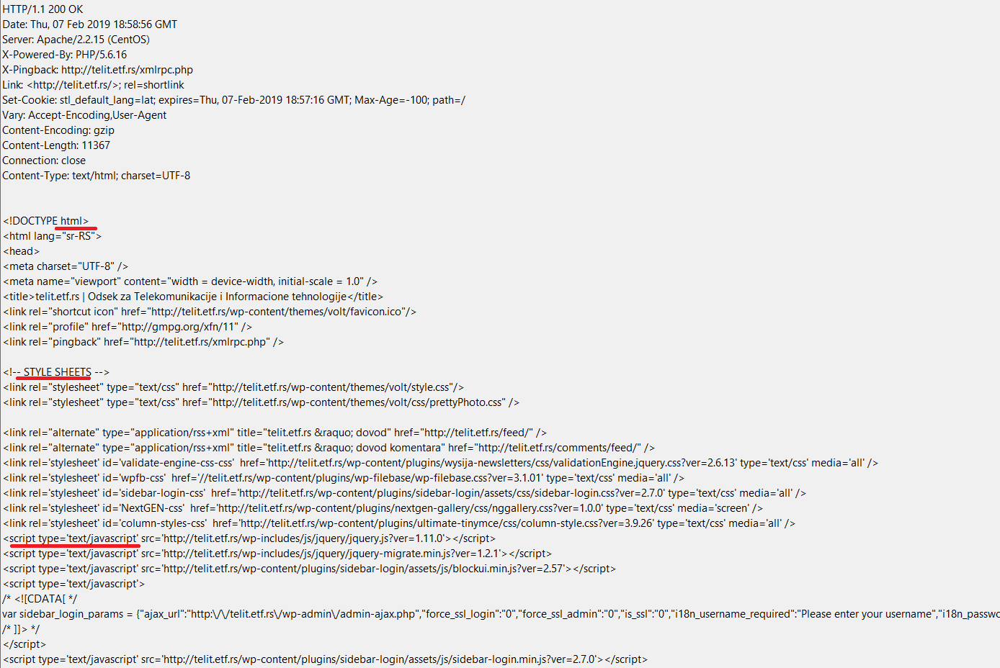 HTTP/1.1 200 OK
Date: Thu, 07 Feb 2019 18:58:56 GMT
Server: Apache/2.2.15 (CentOS)
X-Powered-By: PHP/5.6.16
X-Pingback: http://telit.etf.rs/xmlrpc.php
Link: <http://telit.etf.rs/>; rel=shortlink
Set-Cookie: stl_default_lang=lat; expires=Thu, 07-Feb-2019 18:57:16 GMT; Max-Age=-100; path=/
Vary: Accept-Encoding,User-Agent
Content-Encoding: gzip
Content-Length: 11367
Connection: close
Content-Type: text/html; charset=UTF-8
<!DOCTYPE html>
<html lang="sr-RS">
<head>
<meta charset="UTF-8" />
<meta name="viewport" content="width = device-width, initial-scale = 1.0" />
<title>telit.etf.rs | Odsek za Telekomunikacije i Informacione tehnologije</title>
<link rel="shortcut icon" href="http://telit.etf.rs/wp-content/themes/volt/favicon.ico"/>
<link rel="profile" href="http://gmpg.org/xfn/11" />
<link rel="pingback" href="http://telit.etf.rs/xmlrpc.php" />
<!-- STYLE SHEETS -->
<link rel="stylesheet" type="text/css" href="http://telit.etf.rs/wp-content/themes/volt/style.css"/>
<link rel="stylesheet" type="text/css" href="http://telit.etf.rs/wp-content/themes/volt/css/prettyPhoto.css" />
<link rel="alternate" type="application/rss+xml" title="telit.etf.rs &raquo; dovod" href="http://telit.etf.rs/feed/" />
<link rel="alternate" type="application/rss+xml" title="telit.etf.rs &raquo; dovod komentara" href="http://telit.etf.rs/comments/feed/" />
<link rel='stylesheet' id='validate-engine-css-css'  href='http://telit.etf.rs/wp-content/plugins/wysija-newsletters/css/validationEngine.jquery.css?ver=2.6.13' type='text/css' media='all' />
<link rel='stylesheet' id='wpfb-css'  href='//telit.etf.rs/wp-content/plugins/wp-filebase/wp-filebase.css?ver=3.1.01' type='text/css' media='all' />
<link rel='stylesheet' id='sidebar-login-css'  href='http://telit.etf.rs/wp-content/plugins/sidebar-login/assets/css/sidebar-login.css?ver=2.7.0' type='text/css' media='all' />
<link rel='stylesheet' id='NextGEN-css'  href='http://telit.etf.rs/wp-content/plugins/nextgen-gallery/css/nggallery.css?ver=1.0.0' type='text/css' media='screen' />
<link rel='stylesheet' id='column-styles-css'  href='http://telit.etf.rs/wp-content/plugins/ultimate-tinymce/css/column-style.css?ver=3.9.26' type='text/css' media='all' />
<script type='text/javascript' src='http://telit.etf.rs/wp-includes/js/jquery/jquery.js?ver=1.11.0'></script>
<script type='text/javascript' src='http://telit.etf.rs/wp-includes/js/jquery/jquery-migrate.min.js?ver=1.2.1'></script>
<script type='text/javascript' src='http://telit.etf.rs/wp-content/plugins/sidebar-login/assets/js/blockui.min.js?ver=2.57'></script>
<script type='text/javascript'>
/* <![CDATA[ */
var sidebar_login_params = {"ajax_url":"http:\/\/telit.etf.rs\/wp-admin\/admin-ajax.php","force_ssl_login":"0","force_ssl_admin":"0","is_ssl":"0","i18n_username_required":"Please enter your username","i18n_passwo
/* ]]> */
</script>
<script type='text/javascript' src='http://telit.etf.rs/wp-content/plugins/sidebar-login/assets/js/sidebar-login.min.js?ver=2.7.0'></script>